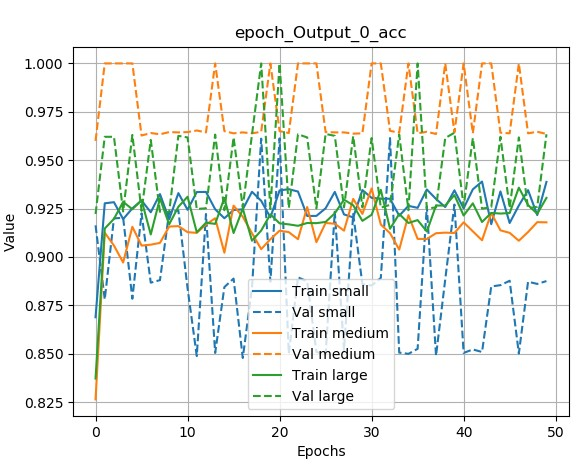 epoch_Output_0_acc
1.000
0.975
0.950
0.925
0.900
0.875
0.850
0.825
Value
Train small
Val small
Train medium
Val medium
Train large
Val large
0 10 20 30 40 50
Epochs